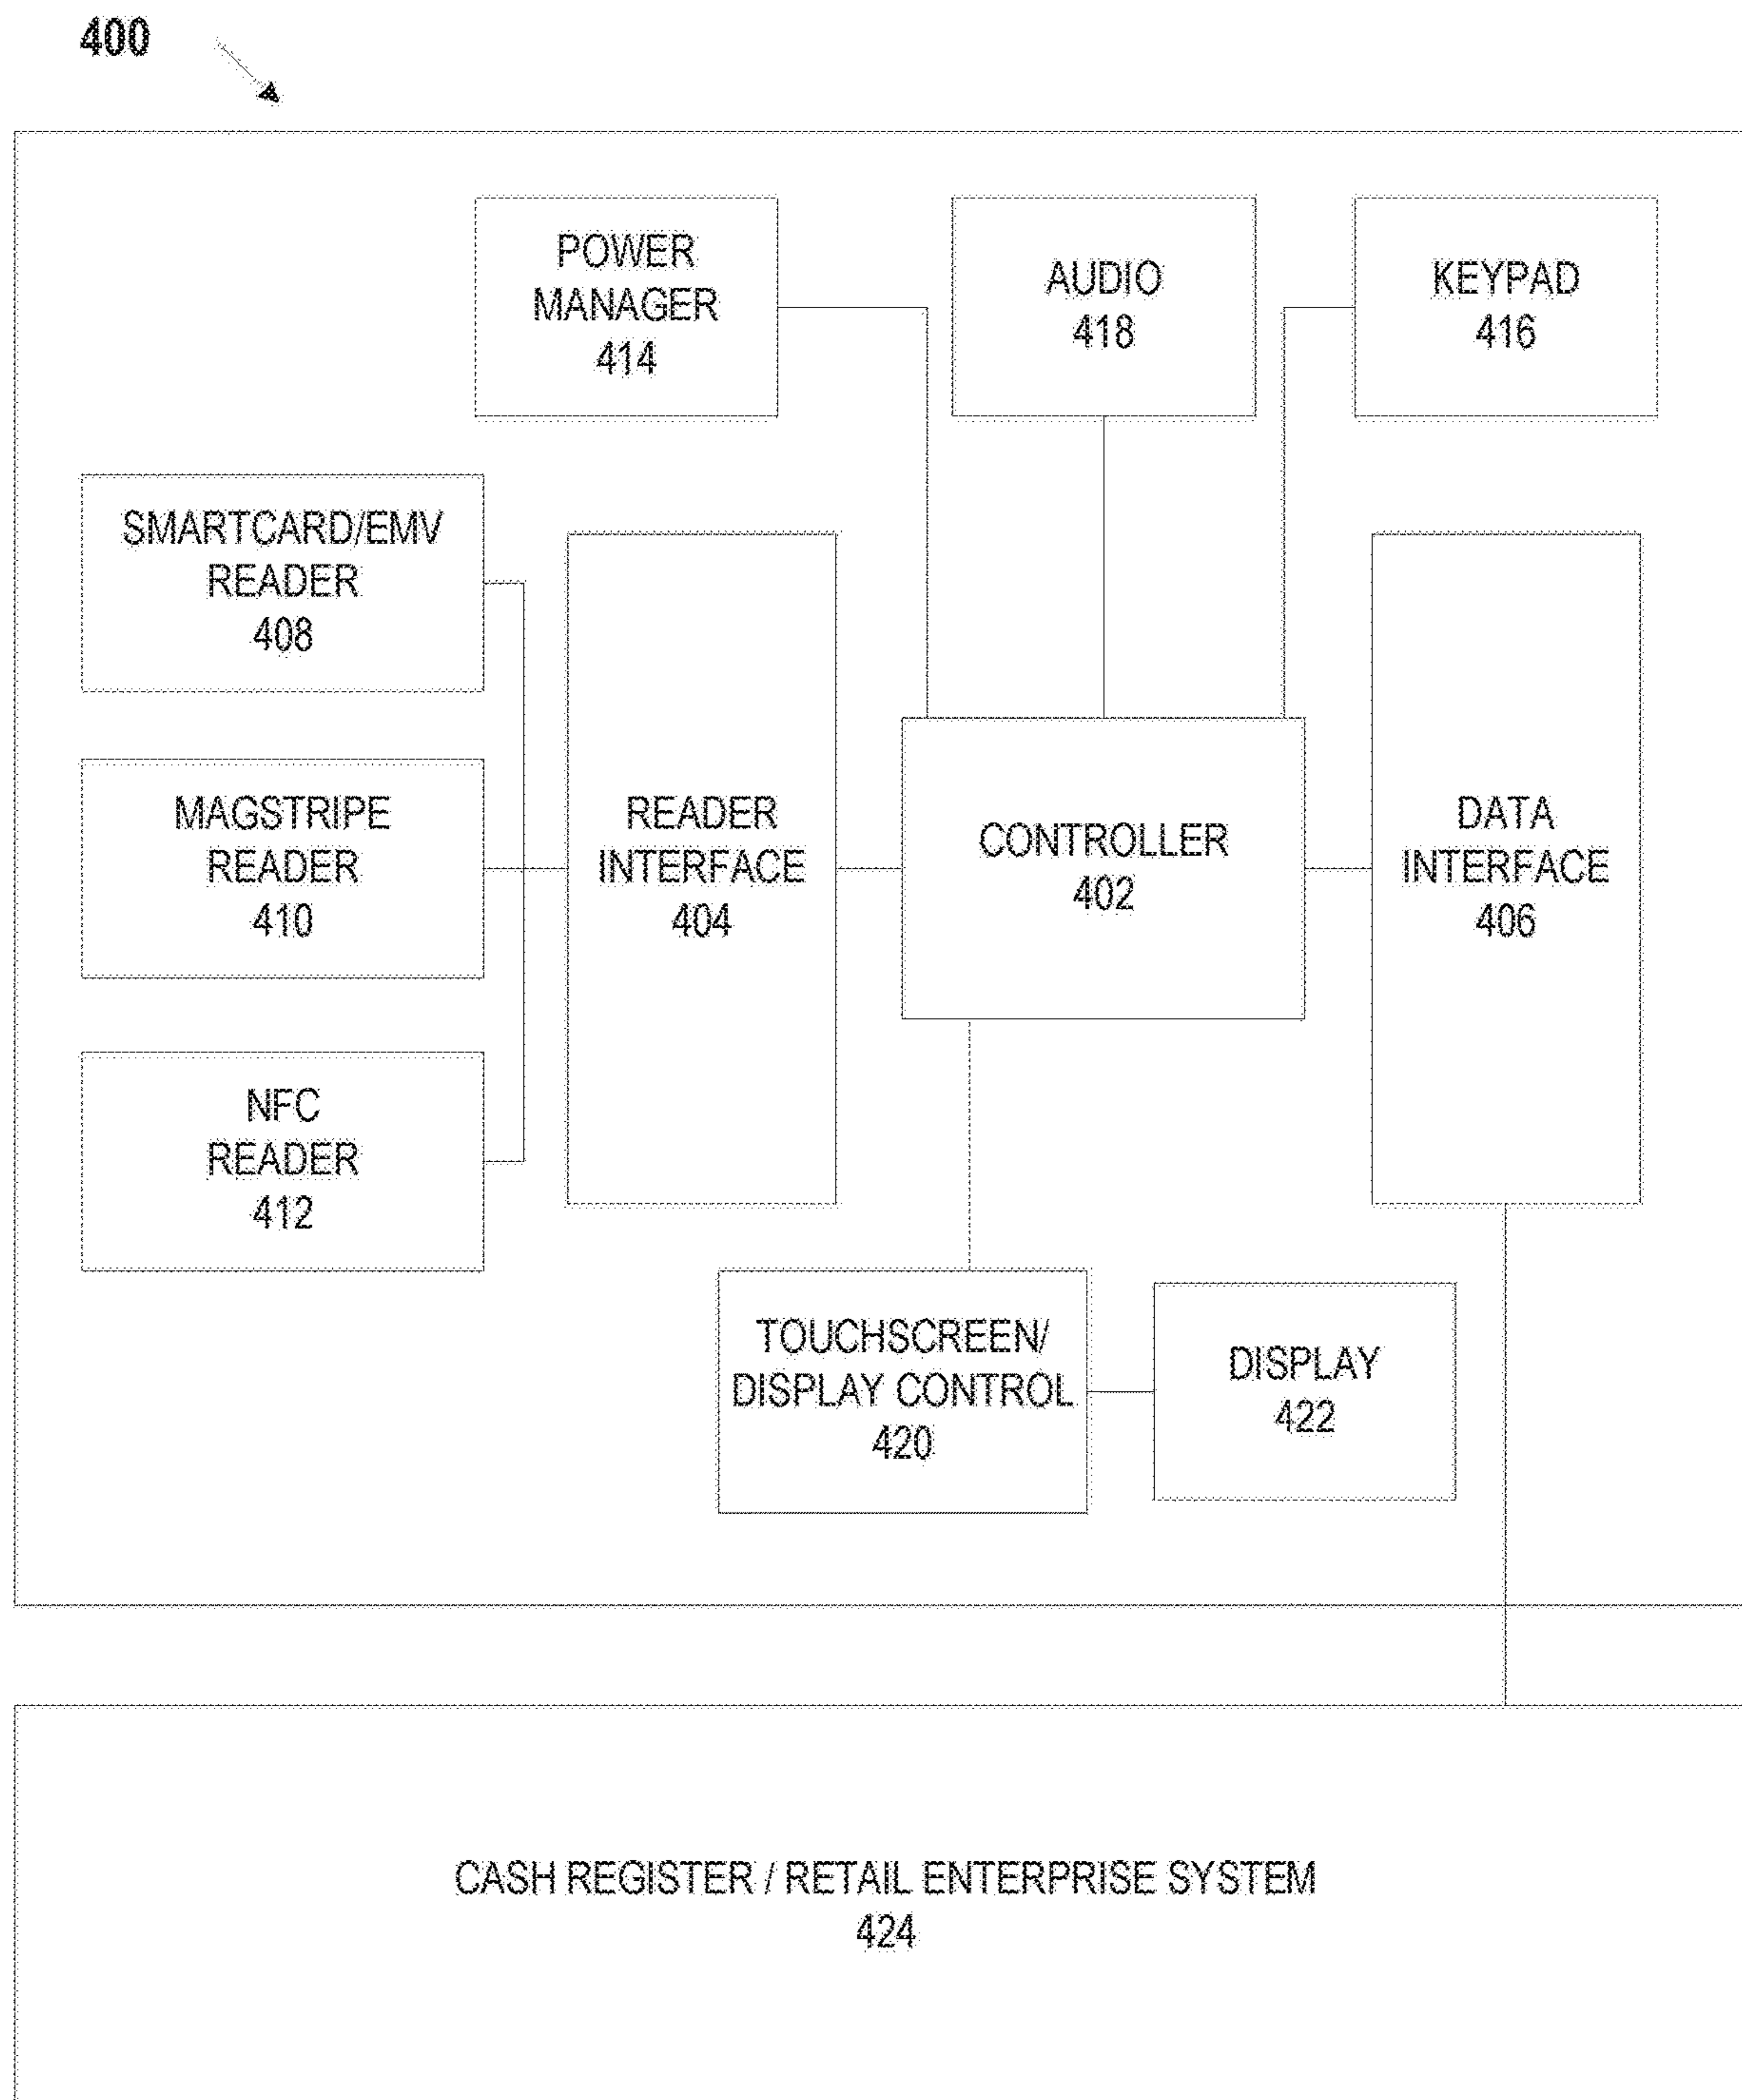 400
POWER
MANAGER
414
AUDIO
418
KEYPAD
416
SMARTCARD/EMV
READER
408
MAGSTRIPE
READER
410
NFC
READER
412
READER
INTERFACE
404
CONTROLLER
402
DATA
INTERFACE
406
TOUCHSCREEN/
DISPLAY CONTROL
420
DISPLAY
422
CASH REGISTER / RETAIL ENTERPRISE SYSTEM
424